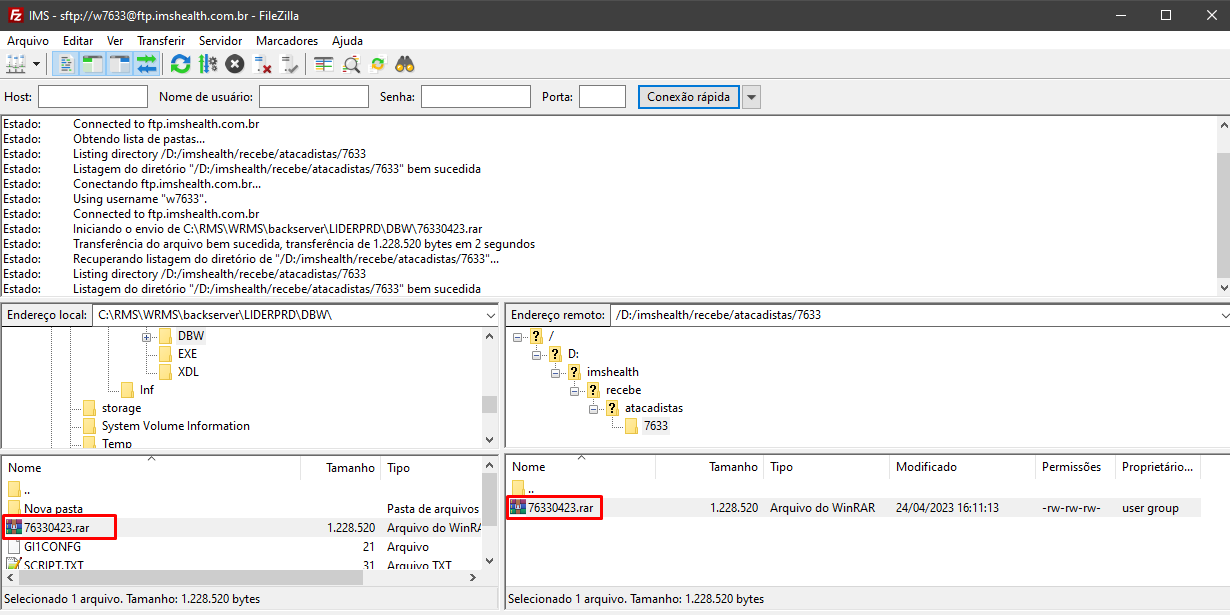 IMS - sftp://w7633@ftp.imshealth.com.br - FileZilla
Arquivo Editar Ver Transferir Servidor Marcadores Ajuda
Host: Nome de usuário: Senha: Porta: Conexão rápida
Estado: Connected to ftp.imshealth.com.br
Estado: Obtendo lista de pastas...
Estado: Listing directory /D:/imshealth/recebe/atacadistas/7633
Estado: Listagem do diretório "/D:/imshealth/recebe/atacadistas/7633" bem sucedida
Estado: Conectando ftp.imshealth.com.br...
Estado: Using username "w7633".
Estado: Connected to ftp.imshealth.com.br
Estado: Iniciando o envio de C:\RMS\WRMS\backserver\LIDERPRD\DBW\76330423.rar
Estado: Transferência do arquivo bem sucedida, transferência de 1.228.520 bytes em 2 segundos
Estado: Recuperando listagem do diretório de "/D:/imshealth/recebe/atacadistas/7633"...
Estado: Listing directory /D:/imshealth/recebe/atacadistas/7633
Estado: Listagem do diretório "/D:/imshealth/recebe/atacadistas/7633" bem sucedida
Endereço local: C:\RMS\WRMS\backserver\LIDERPRD\DBW\
DBW
EXE
XDL
Inf
storage
System Volume Information
Temp
Nome Tamanho Tipo
..
Nova pasta Pasta de arquivos
76330423.rar 1.228.520 Arquivo do WinRA
GI1CONFG 21 Arquivo
SCRIPT.TXT 31 Arquivo TXT
Selecionado 1 arquivo. Tamanho: 1.228.520 bytes
Endereço remoto: /D:/imshealth/recebe/atacadistas/7633
/
D:
imshealth
recebe
atacadistas
7633
Nome Tamanho Tipo Modificado Permissões Proprietário...
..
76330423.rar 1.228.520 Arquivo do WinRAR 24/04/2023 16:11:13 -rw-rw-rw- user group
Selecionado 1 arquivo. Tamanho: 1.228.520 bytes